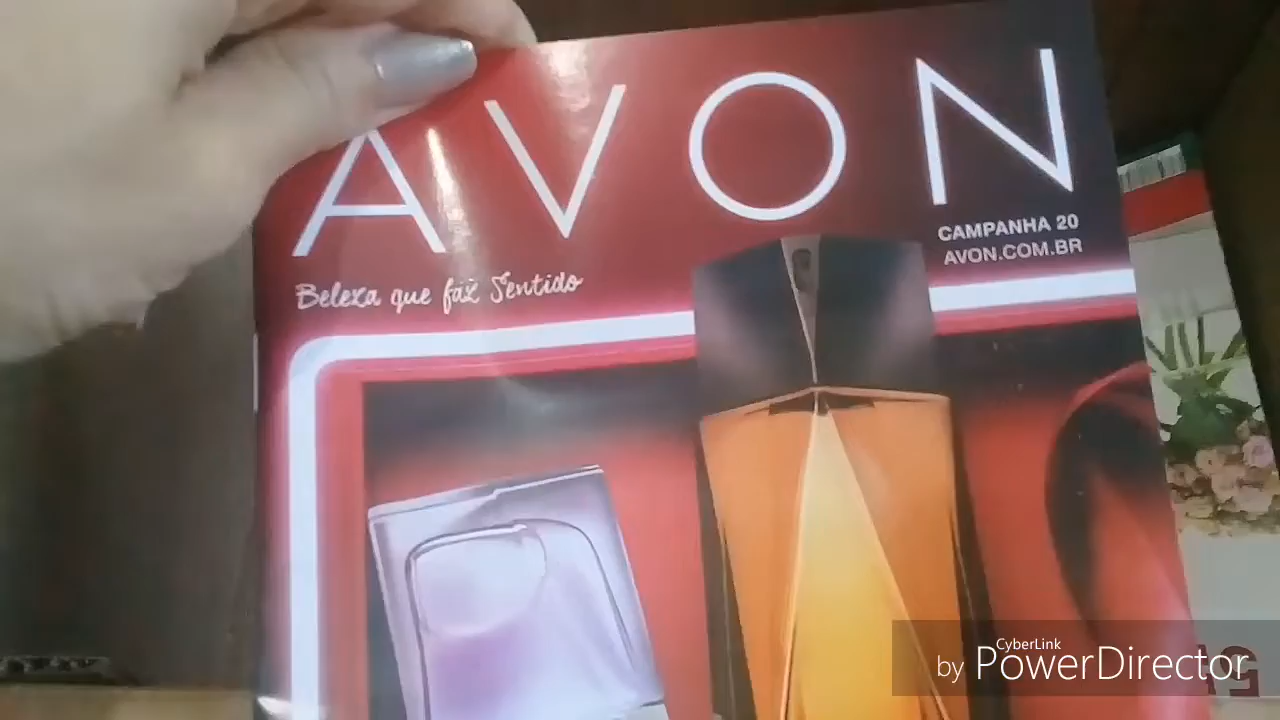 AVON
CAMPANHA 20
AVON.COM.BR
Beleza que faz Sentido
CyberLink
by PowerDirector